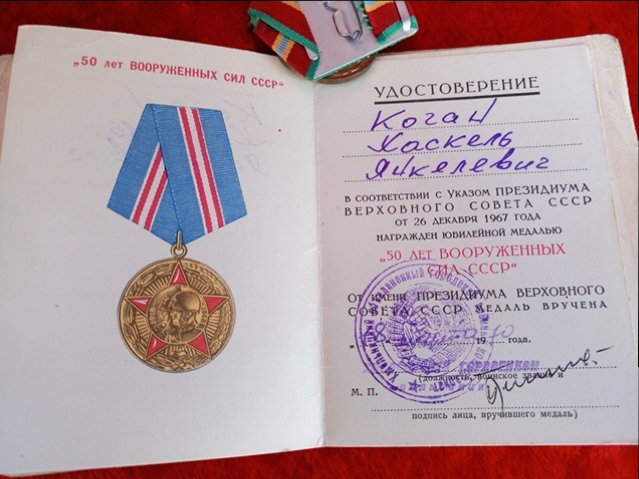 „50 лет ВООРУЖЕННЫХ СИЛ СССР“
УДОСТОВЕРЕНИЕ
Коган
Хаскель
Янкелевич
В СООТВЕТСТВИИ С УКАЗОМ ПРЕЗИДИУМА
ВЕРХОВНОГО СОВЕТА СССР
ОТ 26 ДЕКАБРЯ 1967 ГОДА
НАГРАЖДЕН ЮБИЛЕЙНОЙ МЕДАЛЬЮ
„50 ЛЕТ ВООРУЖЕННЫХ
СИЛ СССР“
ОТ ИМЕНИ ПРЕЗИДИУМА ВЕРХОВНОГО
СОВЕТА СССР МЕДАЛЬ ВРУЧЕНА
19 года.
(должность, воинское звание и
М. П.
подпись лица, вручившего медаль)